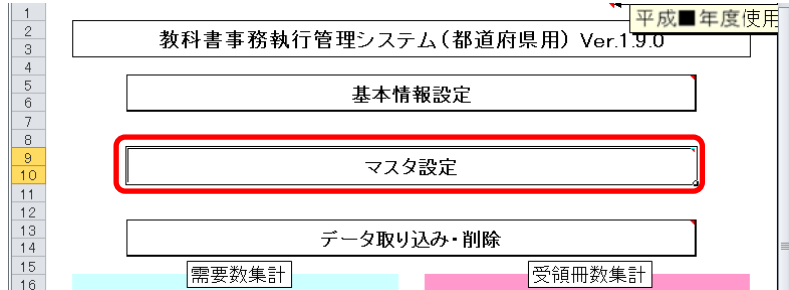 1
平成■年度使用
2
3
教科書事務執行管理システム（都道府県用） Ver.1.9.0
4
5
6
基本情報設定
7
8
9
10
マスタ設定
11
12
13
14
データ取り込み・削除
15
需要数集計 受領冊数集計
16